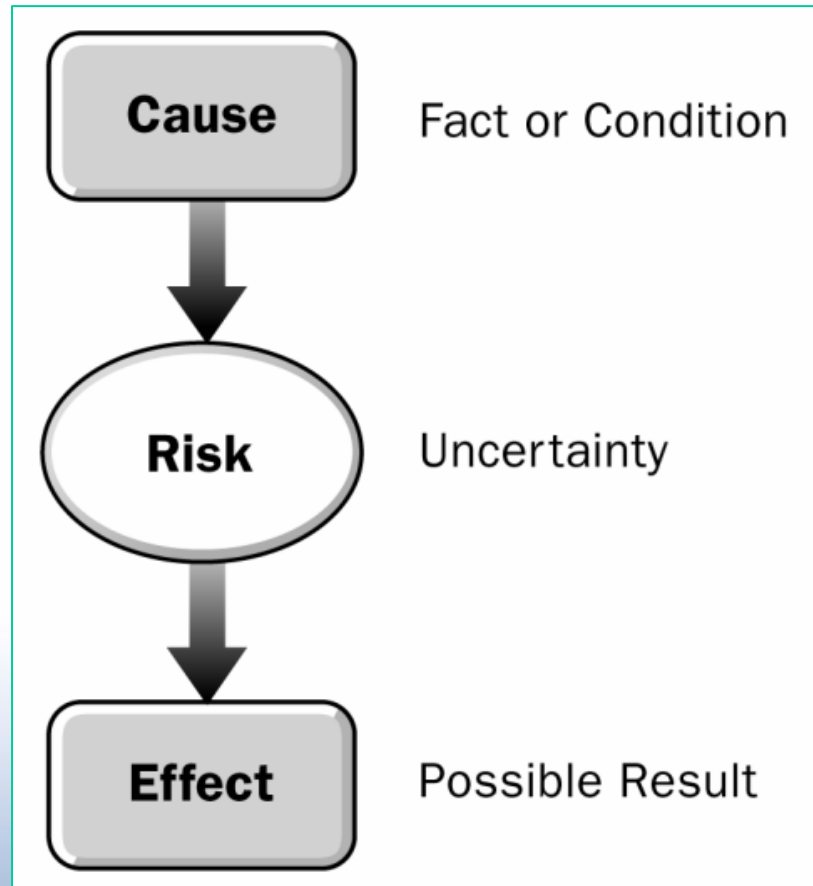 Cause
Fact or Condition
Risk
Uncertainty
Effect
Possible Result